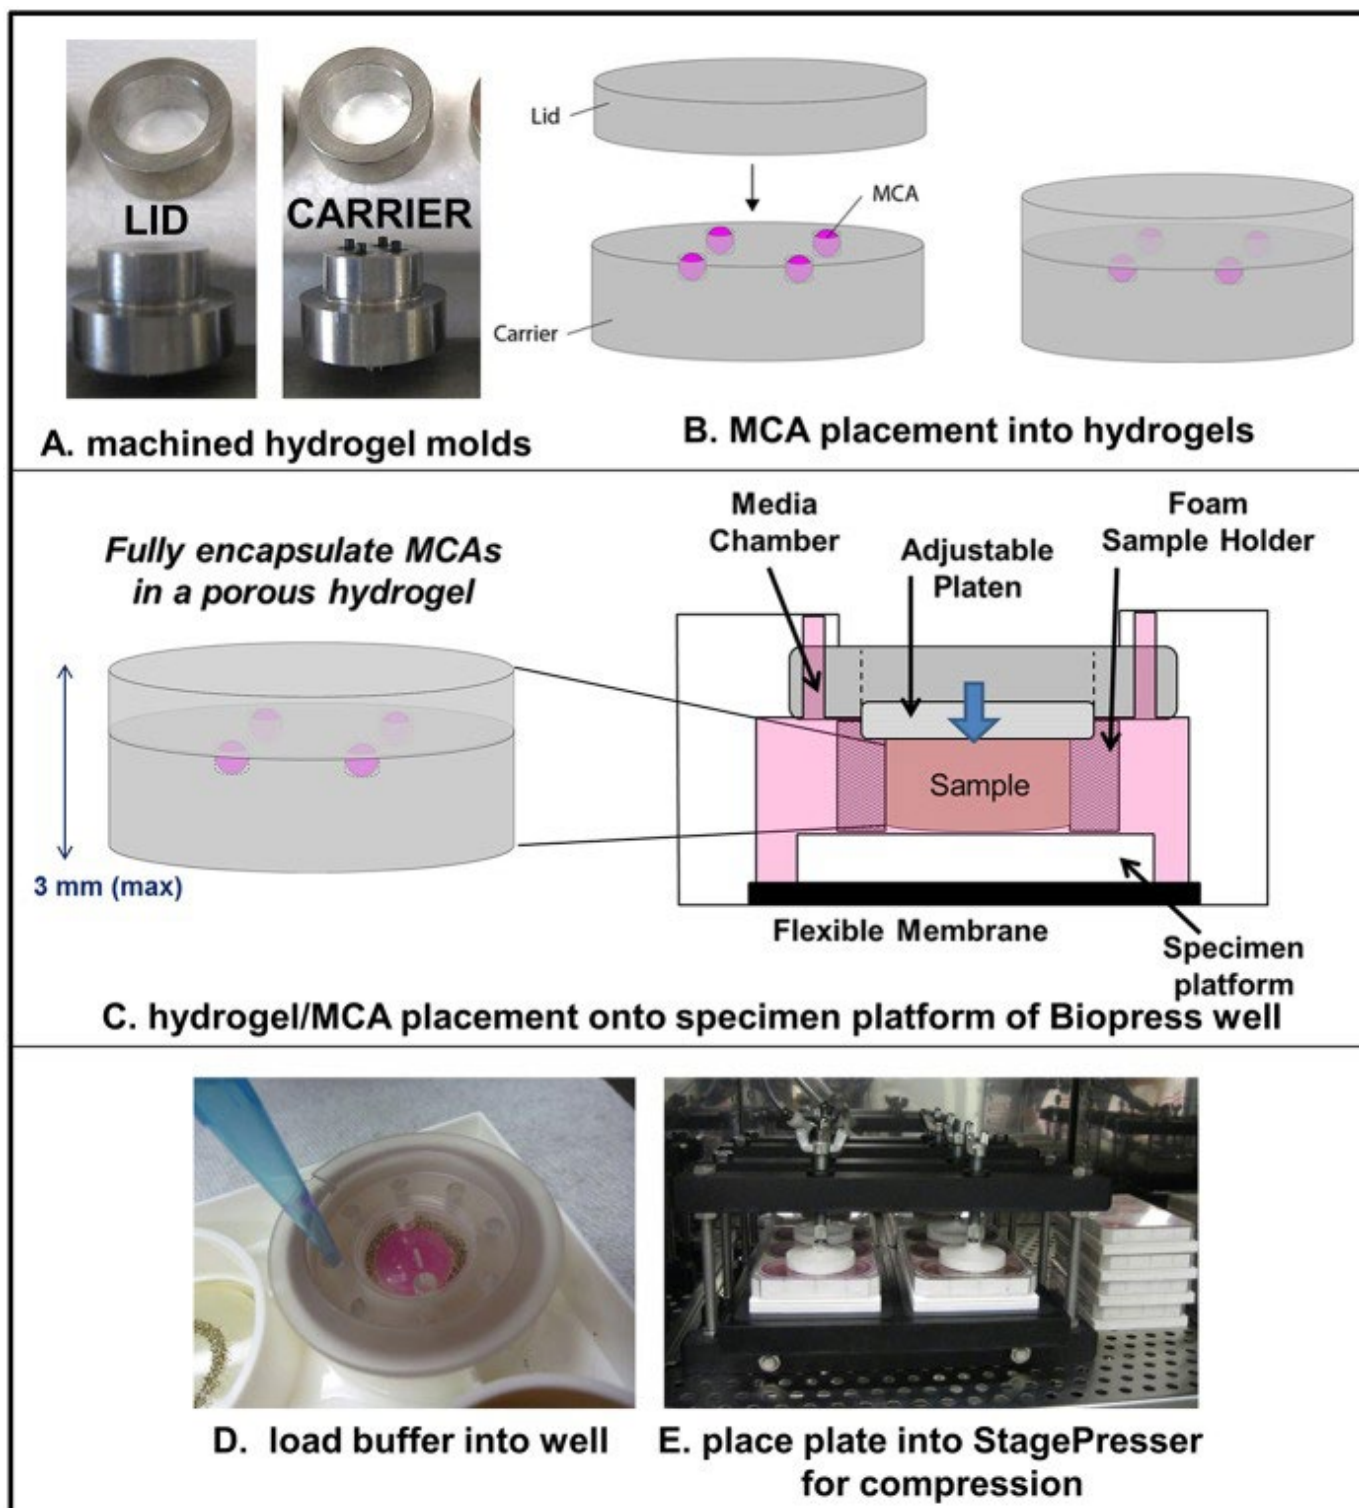 LID
CARRIER
A. machined hydrogel molds
Lid
MCA
Carrier
B. MCA placement into hydrogels
Fully encapsulate MCAs
in a porous hydrogel
3 mm (max)
Media
Chamber
Adjustable
Platen
Foam
Sample Holder
Sample
Flexible Membrane
Specimen
platform
C. hydrogel/MCA placement onto specimen platform of Biopress well
D. load buffer into well
E. place plate into StagePresser
for compression